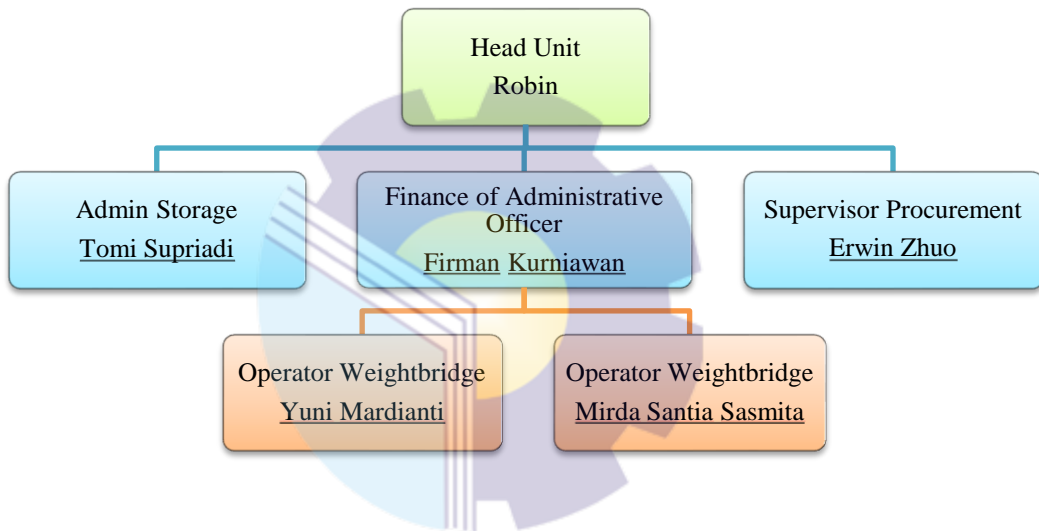 Head Unit
Robin
Admin Storage
Tomi Supriadi
Finance of Administrative
Officer
Firman Kurniawan
Supervisor Procurement
Erwin Zhuo
Operator Weightbridge
Yuni Mardianti
Operator Weightbridge
Mirda Santia Sasmita